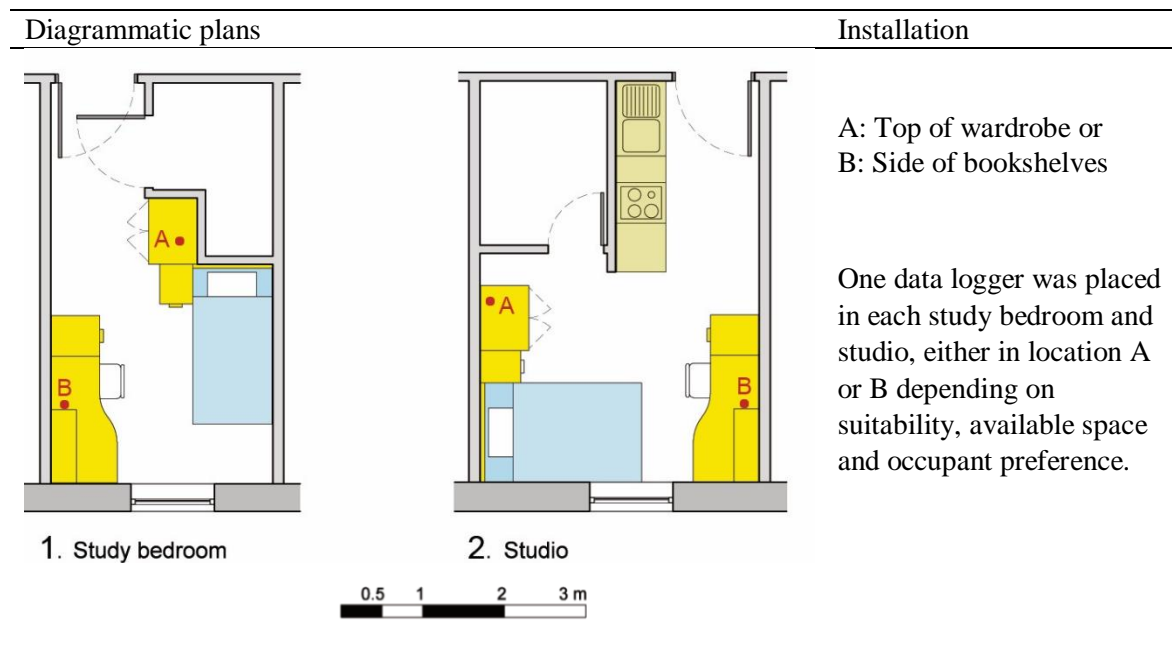 Diagrammatic plans Installation
A: Top of wardrobe or
B: Side of bookshelves
A
B
A
B
One data logger was placed
in each study bedroom and
studio, either in location A
or B depending on
suitability, available space
and occupant preference.
1. Study bedroom
2. Studio
0.5 1 2 3 m